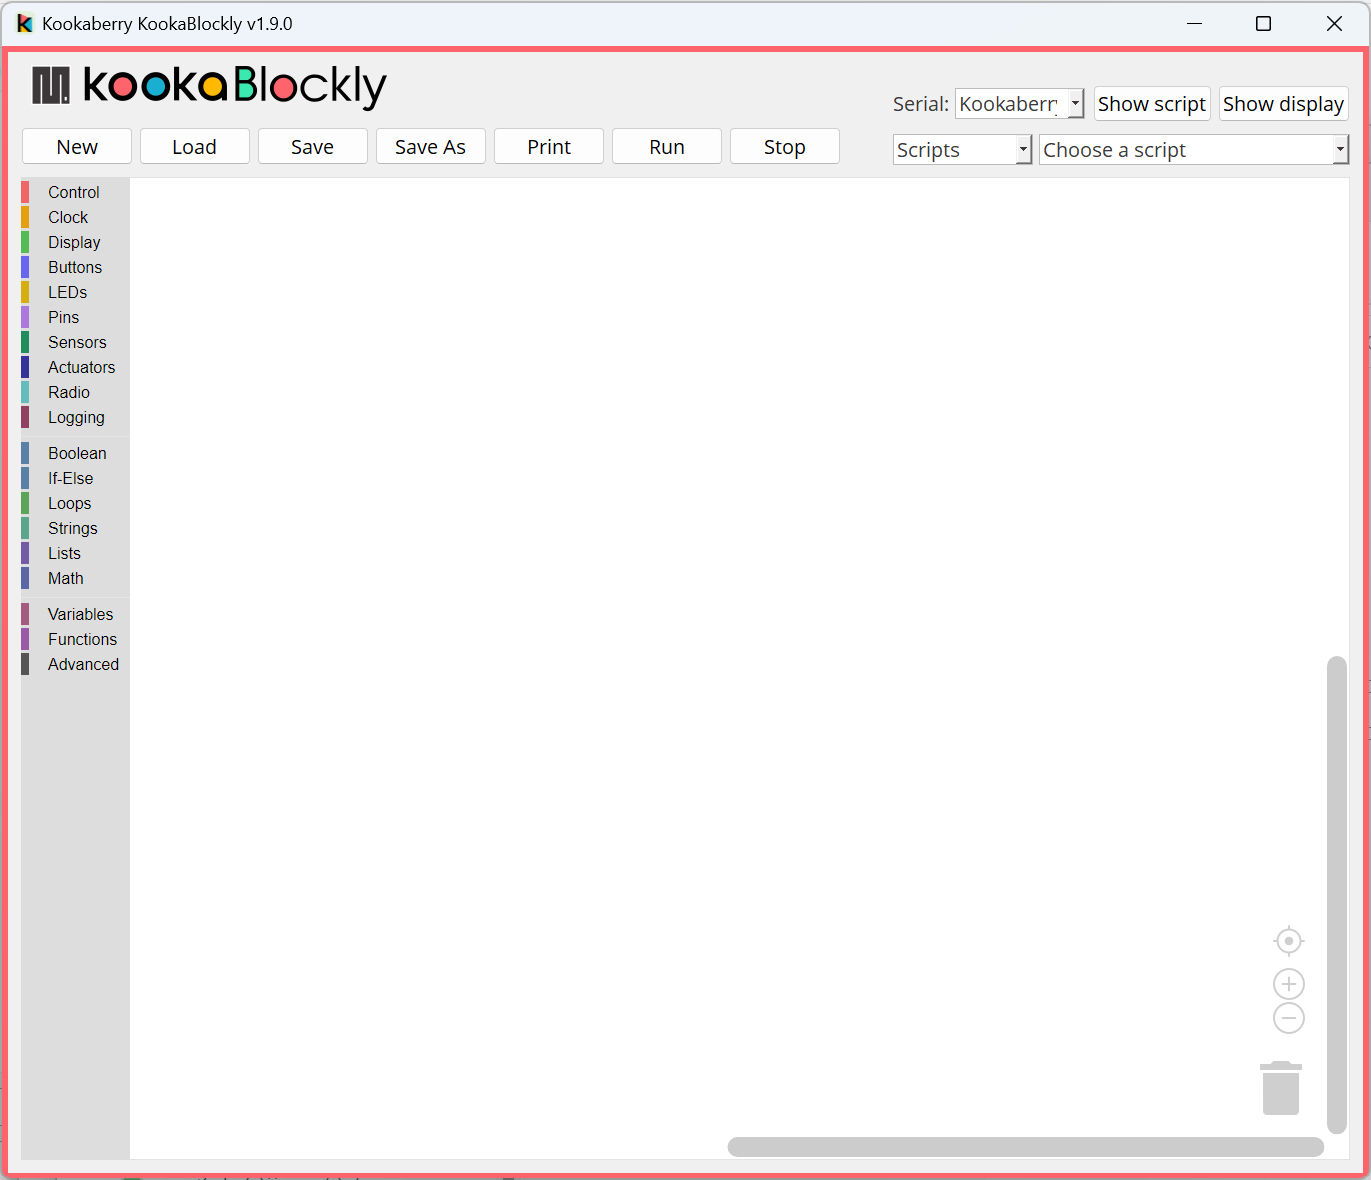 Kookaberry KookaBlockly v1.9.0
kookaBlockly
Serial: Kookaberr Show script Show display
New Load Save Save As Print Run Stop
Scripts Choose a script
Control
Clock
Display
Buttons
LEDs
Pins
Sensors
Actuators
Radio
Logging
Boolean
If-Else
Loops
Strings
Lists
Math
Variables
Functions
Advanced